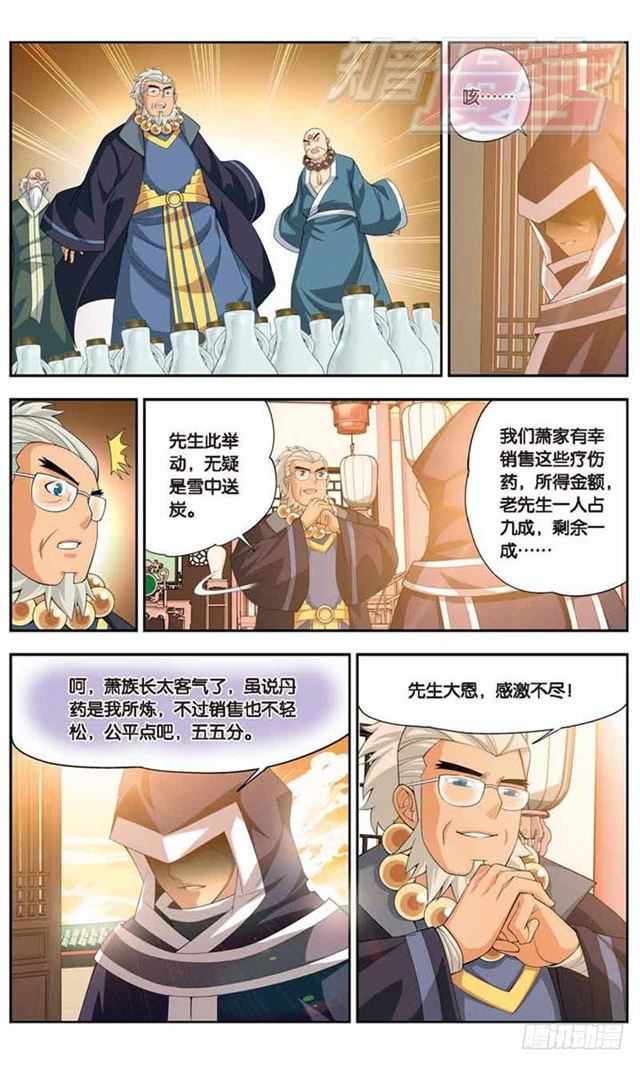 知音漫客
咳……
先生此举
动，无疑
是雪中送
炭。
我们萧家有幸
销售这些疗伤
药，所得金额，
老先生一人占
九成，剩余一
成……
呵，萧族长太客气了，虽说丹
药是我所炼，不过销售也不轻
松，公平点吧，五五分。
先生大恩，感激不尽！
腾讯动漫